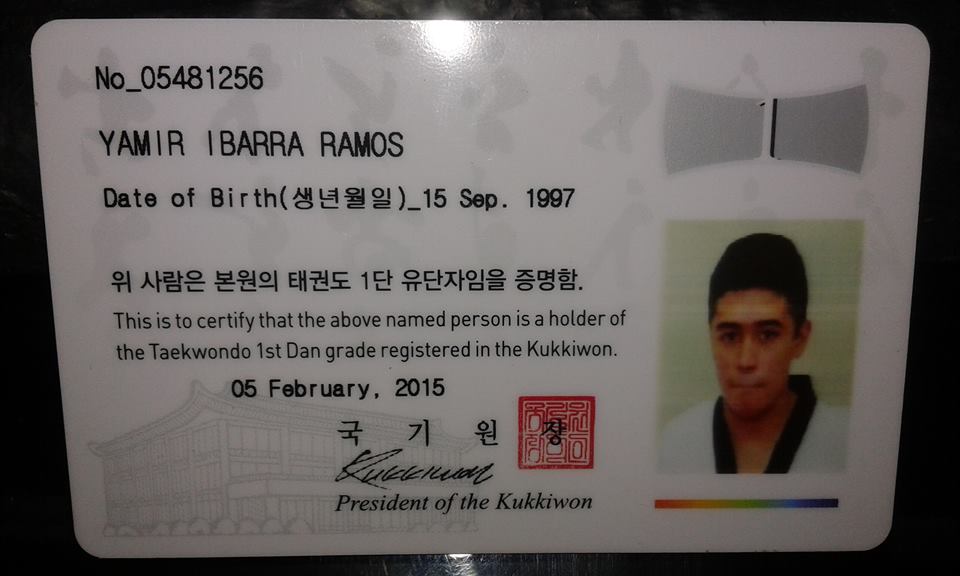 No_05481256
YAMIR IBARRA RAMOS
Date of Birth(생년월일)_15 Sep. 1997
위 사람은 본원의 태권도 1단 유단자임을 증명함.
This is to certify that the above named person is a holder of
the Taekwondo 1st Dan grade registered in the Kukkiwon.
05 February, 2015
국 기 원 장
Kukkiwon
President of the Kukkiwon